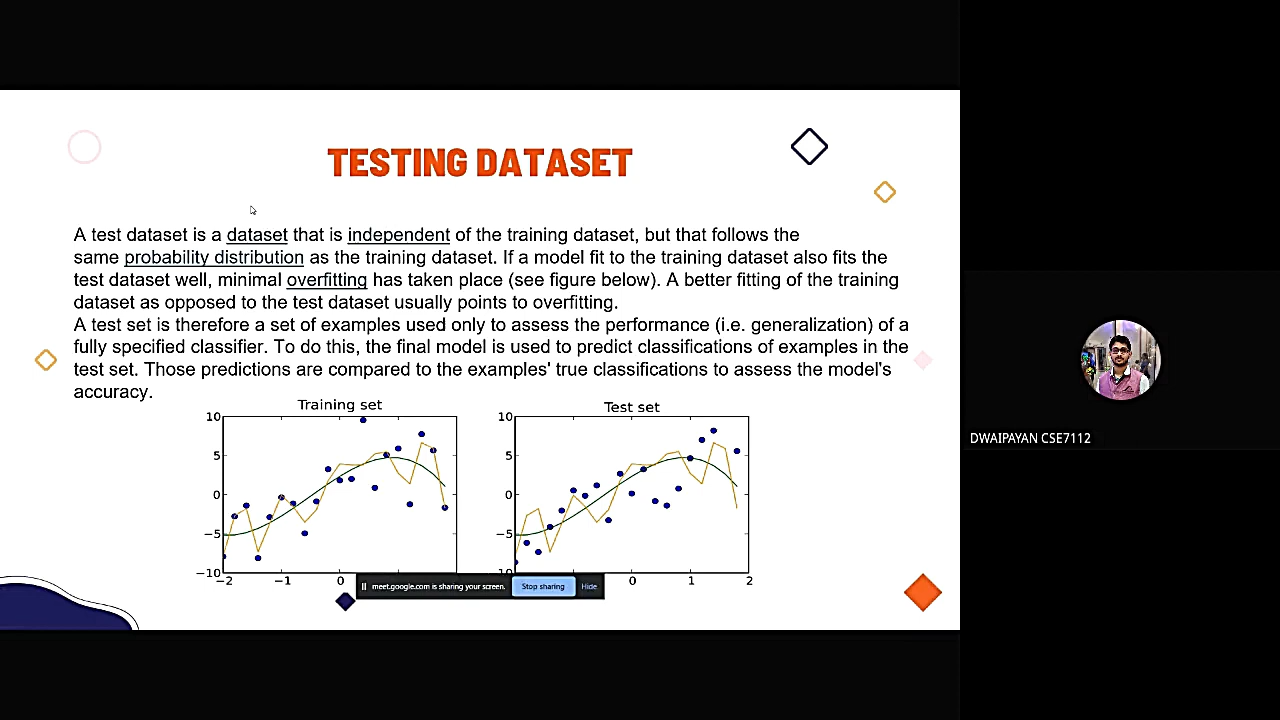 TESTING DATASET
A test dataset is a dataset that is independent of the training dataset, but that follows the
same probability distribution as the training dataset. If a model fit to the training dataset also fits the
test dataset well, minimal overfitting has taken place (see figure below). A better fitting of the training
dataset as opposed to the test dataset usually points to overfitting.
A test set is therefore a set of examples used only to assess the performance (i.e. generalization) of a
fully specified classifier. To do this, the final model is used to predict classifications of examples in the
test set. Those predictions are compared to the examples' true classifications to assess the model's
accuracy.
Training set
10
5
0
−5
−10
−2 −1 0
Test set
10
5
0
−5
0 1 2
meet.google.com is sharing your screen. Stop sharing Hide
DWAIPAYAN CSE7112